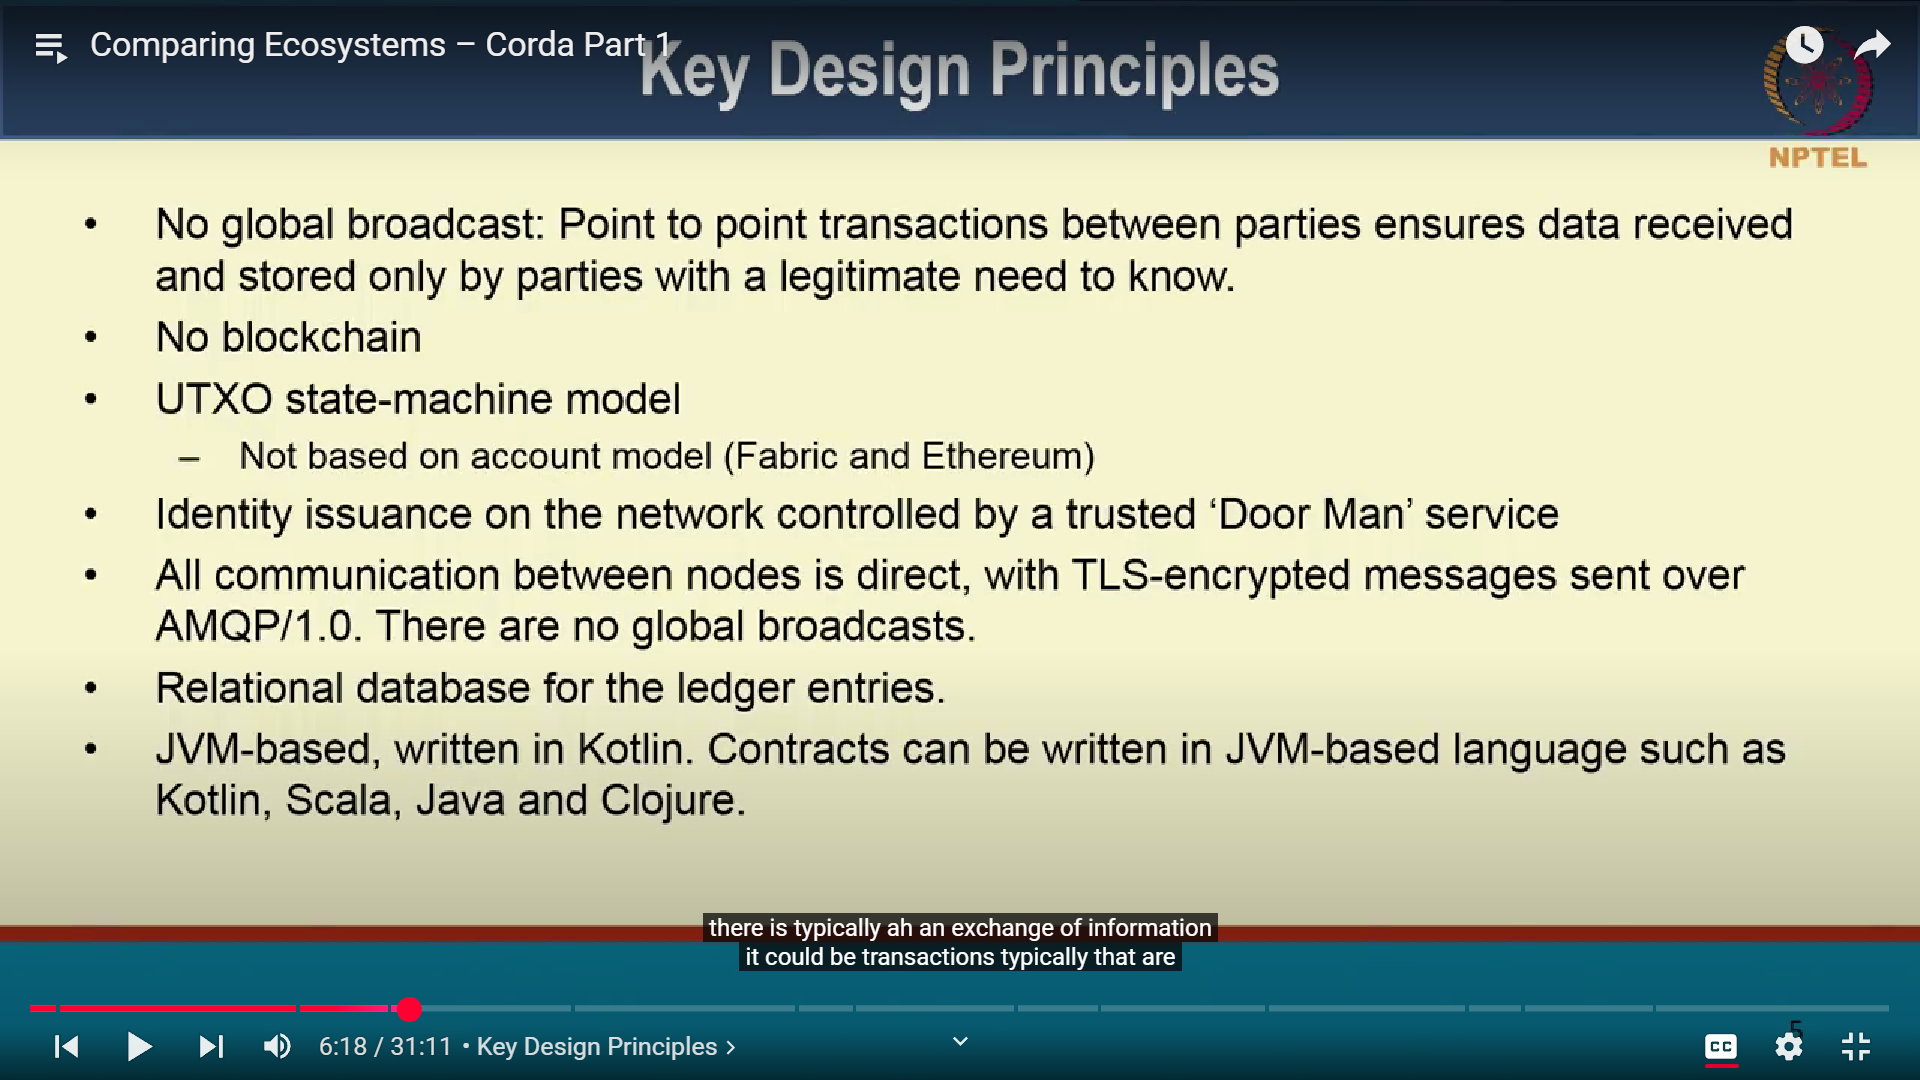 Comparing Ecosystems – Corda Part 1
Key Design Principles
NPTEL
• No global broadcast: Point to point transactions between parties ensures data received
and stored only by parties with a legitimate need to know.
• No blockchain
• UTXO state-machine model
– Not based on account model (Fabric and Ethereum)
• Identity issuance on the network controlled by a trusted ‘Door Man’ service
• All communication between nodes is direct, with TLS-encrypted messages sent over
AMQP/1.0. There are no global broadcasts.
• Relational database for the ledger entries.
• JVM-based, written in Kotlin. Contracts can be written in JVM-based language such as
Kotlin, Scala, Java and Clojure.
there is typically ah an exchange of information
it could be transactions typically that are
5
6:18 / 31:11 • Key Design Principles
CC